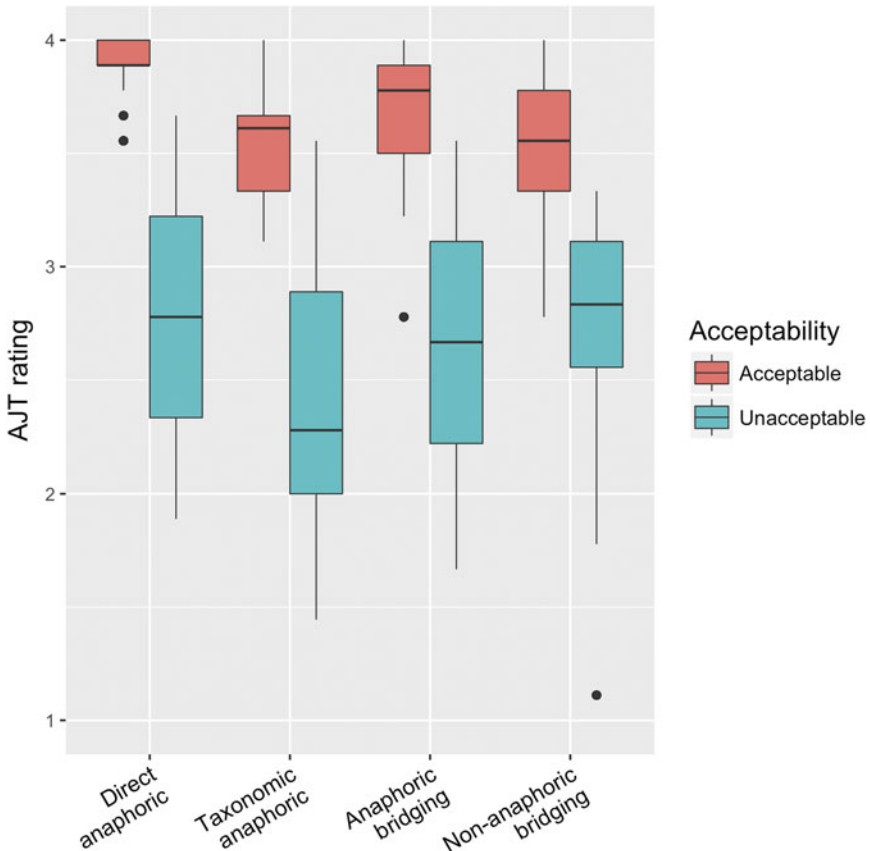 4
3
2
1
AJT rating
Direct
anaphoric
Taxonomic
anaphoric
Anaphoric
bridging
Non-anaphoric
bridging
Acceptability
Acceptable
Unacceptable